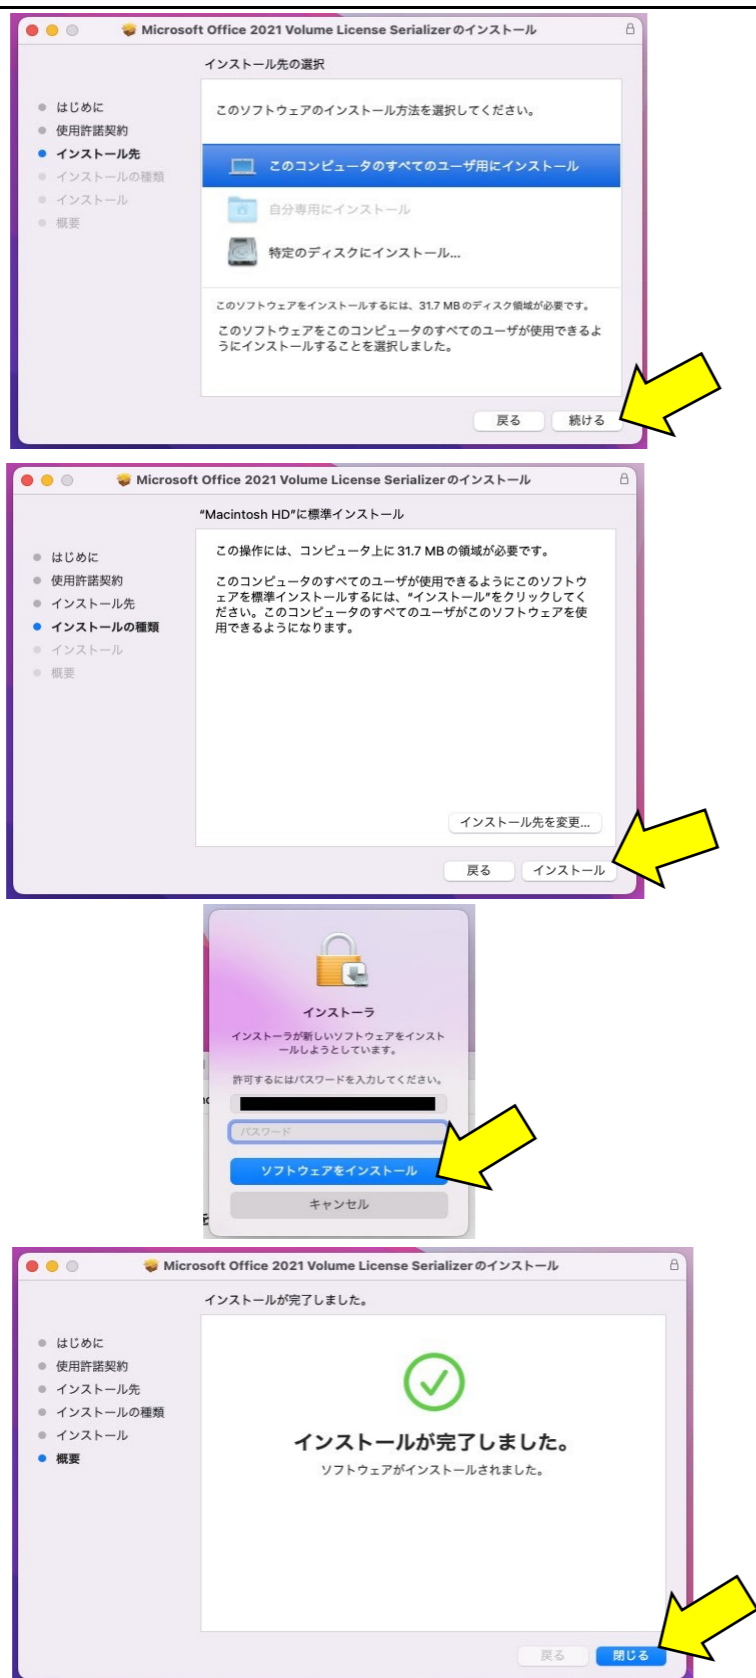 Microsoft Office 2021 Volume License Serializerのインストール
インストール先の選択
はじめに
使用許諾契約
インストール先
インストールの種類
インストール
概要
このソフトウェアのインストール方法を選択してください。
このコンピュータのすべてのユーザ用にインストール
自分専用にインストール
特定のディスクにインストール...
このソフトウェアをインストールするには、31.7 MBのディスク領域が必要です。
このソフトウェアをこのコンピュータのすべてのユーザが使用できるよ
うにインストールすることを選択しました。
戻る
続ける
Microsoft Office 2021 Volume License Serializerのインストール
“Macintosh HD”に標準インストール
はじめに
使用許諾契約
インストール先
インストールの種類
インストール
概要
この操作には、コンピュータ上に31.7 MBの領域が必要です。
このコンピュータのすべてのユーザが使用できるようにこのソフトウ
ェアを標準インストールするには、“インストール”をクリックしてく
ださい。このコンピュータのすべてのユーザがこのソフトウェアを使
用できるようになります。
インストール先を変更...
戻る
インストール
インストーラ
インストーラが新しいソフトウェアをインスト
ールしようとしています。
許可するにはパスワードを入力してください。
パスワード
ソフトウェアをインストール
キャンセル
Microsoft Office 2021 Volume License Serializerのインストール
インストールが完了しました。
はじめに
使用許諾契約
インストール先
インストールの種類
インストール
概要
インストールが完了しました。
ソフトウェアがインストールされました。
戻る
閉じる